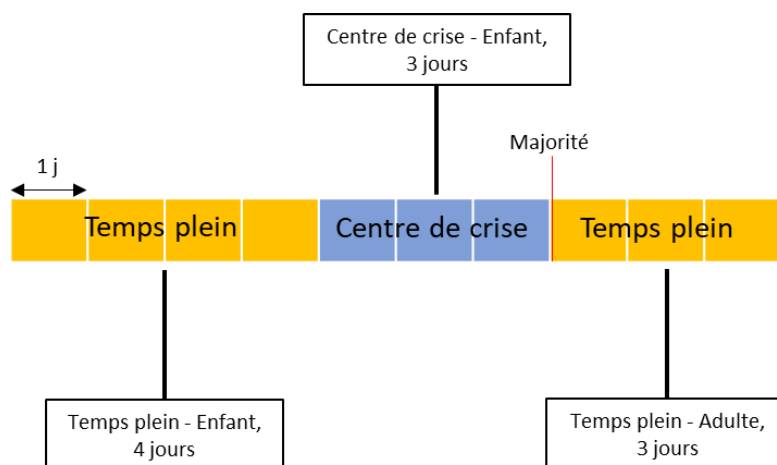 Centre de crise - Enfant,
3 jours
Majorité
1 j
Temps plein
Centre de crise
Temps plein
Temps plein - Enfant,
4 jours
Temps plein - Adulte,
3 jours